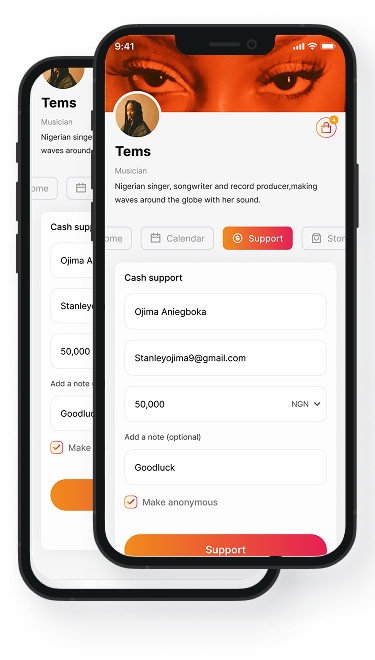 9:41
4
Tems
Musician
Nigerian singer, songwriter and record producer,making
waves around the globe with her sound.
ome
Calendar
Support
Stor
Cash support
Ojima Aniegboka
Stanleyojima9@gmail.com
50,000
NGN
Add a note (optional)
Goodluck
Make anonymous
Support
Tems
Musician
Nigerian singe
waves around
ome
Cash supp
Ojima A
Stanleyo
50,000
Add a note (
Goodluc
Make